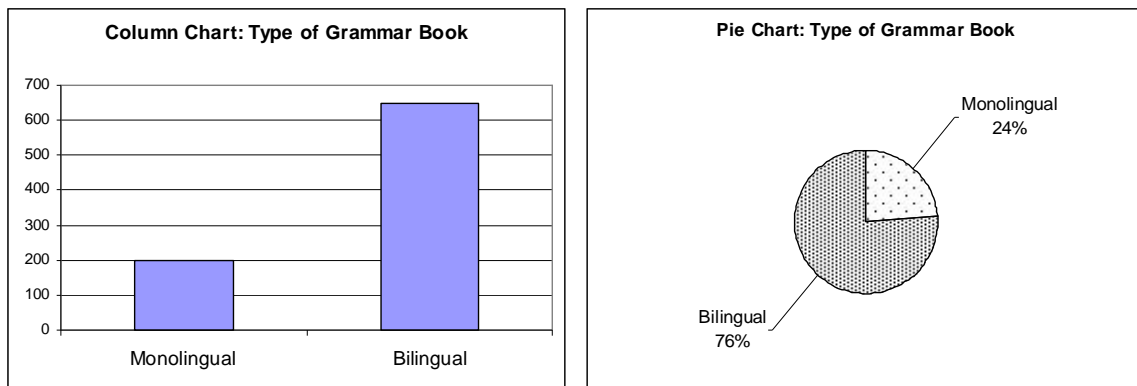 Column Chart: Type of Grammar Book
700
600
500
400
300
200
100
0
Monolingual
Bilingual
Pie Chart: Type of Grammar Book
Monolingual
24%
Bilingual
76%